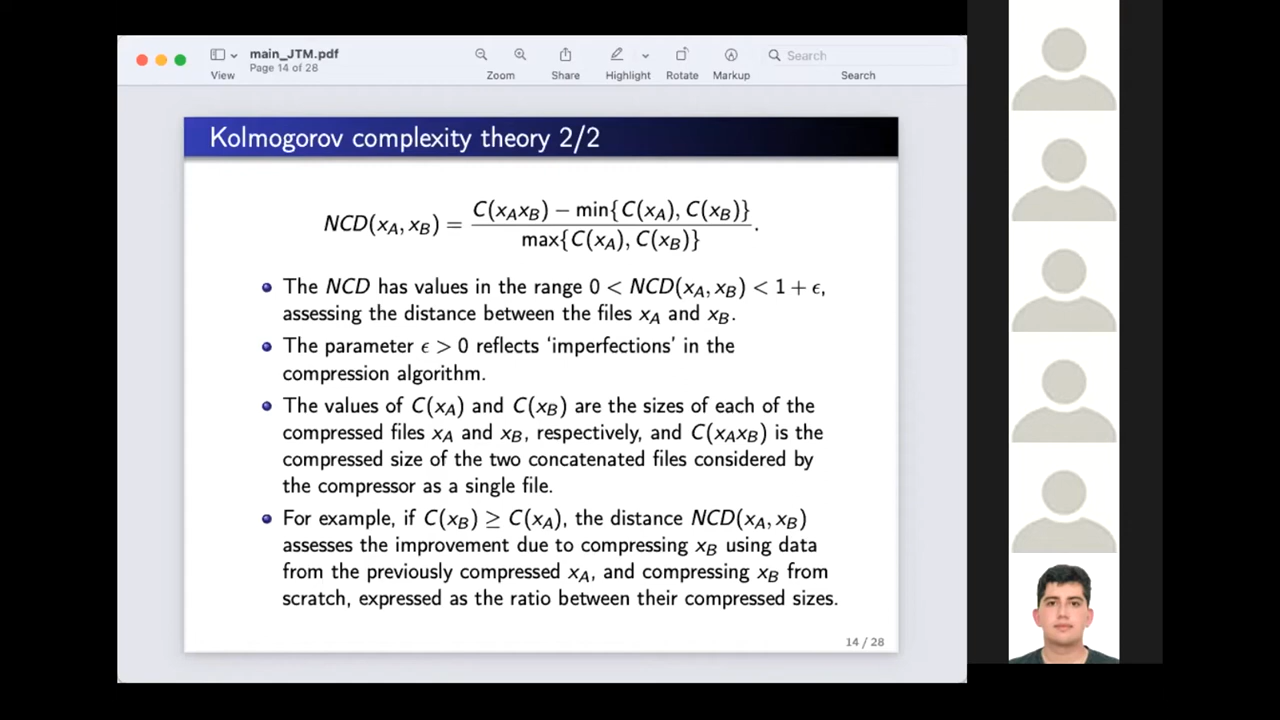 main_JTM.pdf
Page 14 of 28
View
Zoom
Share
Highlight
Rotate
Markup
Search
Search
Kolmogorov complexity theory 2/2
NCD(x_A, x_B) = \frac{C(x_A x_B) − min{C(x_A), C(x_B)}}{max{C(x_A), C(x_B)}}.
• The NCD has values in the range 0 < NCD(x_A, x_B) < 1 + ϵ,
assessing the distance between the files x_A and x_B.
• The parameter ϵ > 0 reflects ‘imperfections’ in the
compression algorithm.
• The values of C(x_A) and C(x_B) are the sizes of each of the
compressed files x_A and x_B, respectively, and C(x_A x_B) is the
compressed size of the two concatenated files considered by
the compressor as a single file.
• For example, if C(x_B) ≥ C(x_A), the distance NCD(x_A, x_B)
assesses the improvement due to compressing x_B using data
from the previously compressed x_A, and compressing x_B from
scratch, expressed as the ratio between their compressed sizes.
14 / 28